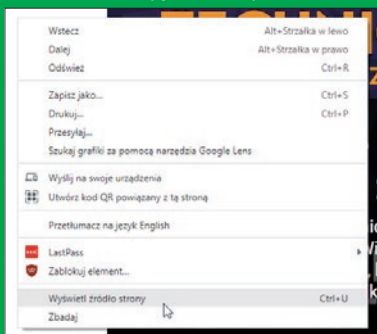 TECHNI
Wstecz Alt+Strzałka w lewo
Dalej Alt+Strzałka w prawo
Odśwież Ctrl+R
Zapisz jako... Ctrl+S
Drukuj... Ctrl+P
Przesyłaj...
Szukaj grafiki za pomocą narzędzia Google Lens
Wyślij na swoje urządzenia
Utwórz kod QR powiązany z tą stroną
Przetłumacz na język English
LastPass
Zablokuj element...
Wyświetl źródło strony Ctrl+U
Zbadaj